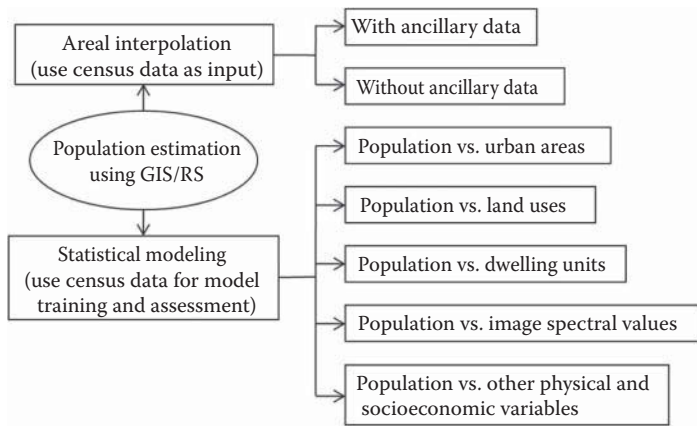 Areal interpolation
(use census data as input)
With ancillary data
Without ancillary data
Population estimation
using GIS/RS
Statistical modeling
(use census data for model
training and assessment)
Population vs. urban areas
Population vs. land uses
Population vs. dwelling units
Population vs. image spectral values
Population vs. other physical and
socioeconomic variables